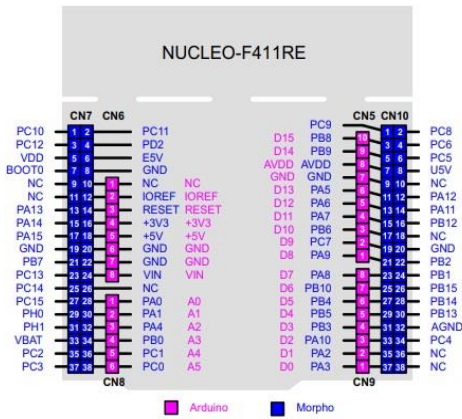 NUCLEO-F411RE
CN7 CN6 CN5 CN10
PC10 1 2 PC11 PC9 1 2 PC8
PC12 3 4 PD2 D15 PB8 10 3 4 PC6
VDD 5 6 E5V D14 PB9 9 5 6 PC5
BOOT0 7 8 GND AVDD AVDD 8 7 8 U5V
NC 9 10 1 NC NC GND GND 7 9 10 NC
NC 11 12 2 IOREF IOREF D13 PA5 6 11 12 PA12
PA13 13 14 3 RESET RESET D12 PA6 5 13 14 PA11
PA14 15 16 4 +3V3 +3V3 D11 PA7 4 15 16 PB12
PA15 17 18 5 +5V +5V D10 PB6 3 17 18 NC
GND 19 20 6 GND GND D9 PC7 2 19 20 GND
PB7 21 22 7 GND GND D8 PA9 1 21 22 PB2
PC13 23 24 8 VIN VIN D7 PA8 8 23 24 PB1
PC14 25 26 NC D6 PB10 7 25 26 PB15
PC15 27 28 1 PA0 A0 D5 PB4 6 27 28 PB14
PH0 29 30 2 PA1 A1 D4 PB5 5 29 30 PB13
PH1 31 32 3 PA4 A2 D3 PB3 4 31 32 AGND
VBAT 33 34 4 PB0 A3 D2 PA10 3 33 34 PC4
PC2 35 36 5 PC1 A4 D1 PA2 2 35 36 NC
PC3 37 38 6 PC0 A5 D0 PA3 1 37 38 NC
CN8 CN9
Arduino Morpho